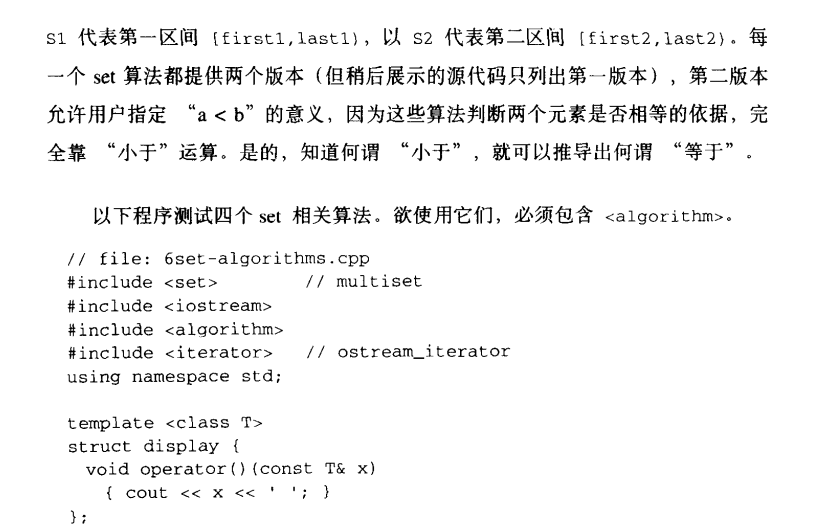 S1 代表第一区间 [first1,last1)，以 S2 代表第二区间 [first2,last2)。每
一个 set 算法都提供两个版本（但稍后展示的源代码只列出第一版本），第二版本
允许用户指定 “a < b”的意义，因为这些算法判断两个元素是否相等的依据，完
全靠 “小于”运算。是的，知道何谓 “小于”，就可以推导出何谓 “等于”。
以下程序测试四个 set 相关算法。欲使用它们，必须包含 <algorithm>。
// file: 6set-algorithms.cpp
#include <set> // multiset
#include <iostream>
#include <algorithm>
#include <iterator> // ostream_iterator
using namespace std;
template <class T>
struct display {
void operator()(const T& x)
{ cout << x << ' '; }
};